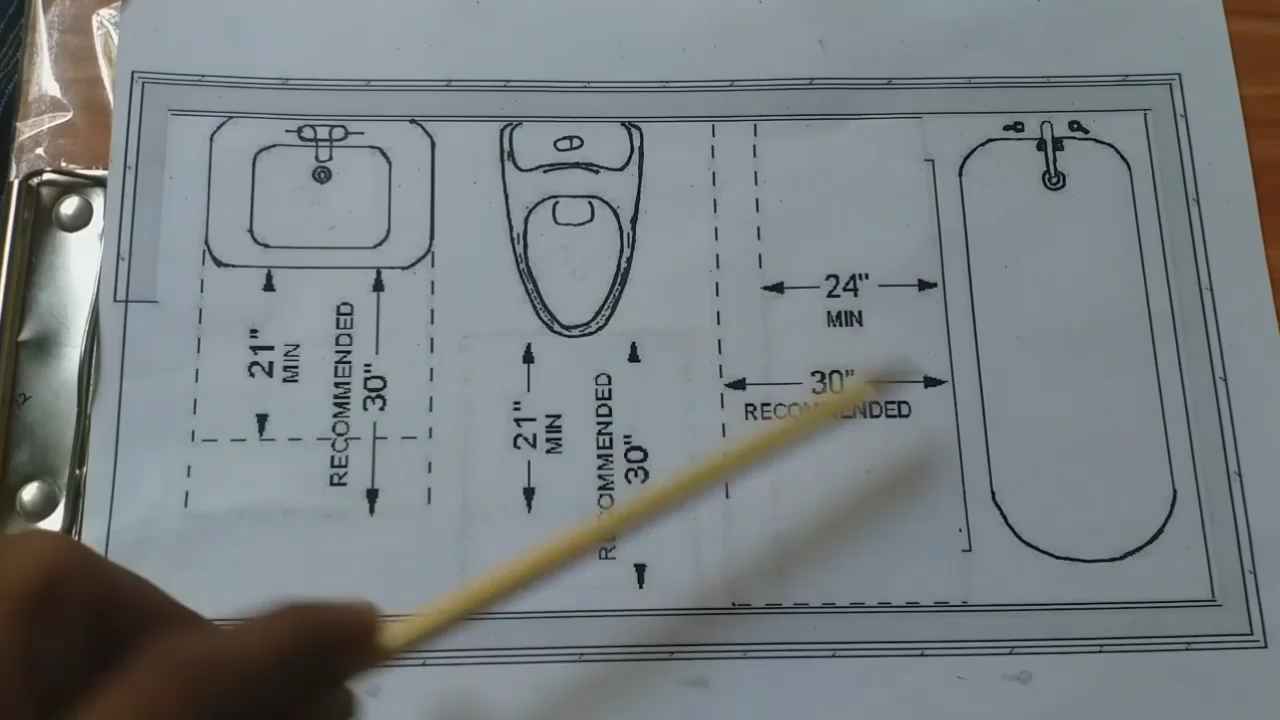 21"
MIN
RECOMMENDED
30"
21"
MIN
RECOMMENDED
30"
24"
MIN
30"
RECOMMENDED